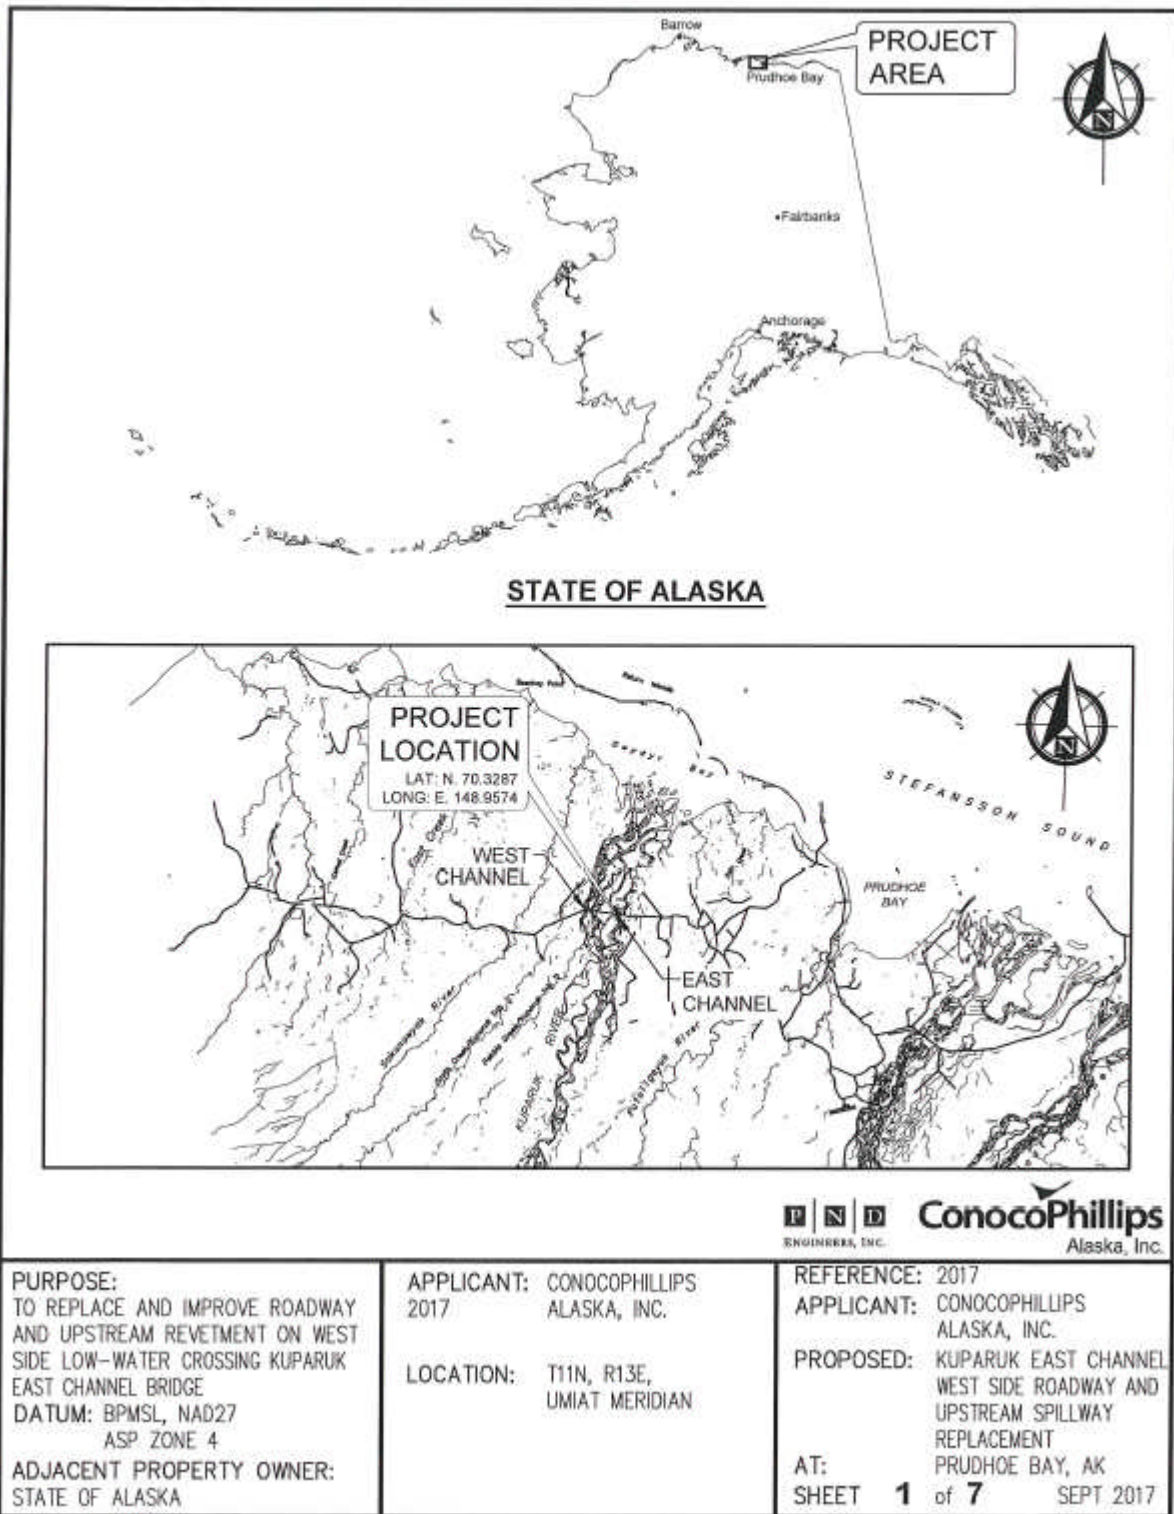 Barrow
PROJECT
AREA
Prudhoe Bay
N
Fairbanks
Anchorage
STATE OF ALASKA
PROJECT
LOCATION
LAT: N. 70.3287
LONG: E. 148.9574
N
STEFANSSON SOUND
WEST
CHANNEL
PRUDHOE
BAY
EAST
CHANNEL
River
RIVER
KUPARUK
River
P N D
ENGINEERS, INC.
ConocoPhillips
Alaska, Inc.
PURPOSE:
TO REPLACE AND IMPROVE ROADWAY
AND UPSTREAM REVETMENT ON WEST
SIDE LOW-WATER CROSSING KUPARUK
EAST CHANNEL BRIDGE
DATUM: BPMSL, NAD27
ASP ZONE 4
ADJACENT PROPERTY OWNER:
STATE OF ALASKA
APPLICANT: CONOCOPHILLIPS
2017 ALASKA, INC.
LOCATION: T11N, R13E,
UMIAT MERIDIAN
REFERENCE: 2017
APPLICANT: CONOCOPHILLIPS
ALASKA, INC.
PROPOSED: KUPARUK EAST CHANNEL
WEST SIDE ROADWAY AND
UPSTREAM SPILLWAY
REPLACEMENT
AT: PRUDHOE BAY, AK
SHEET 1 of 7 SEPT 2017